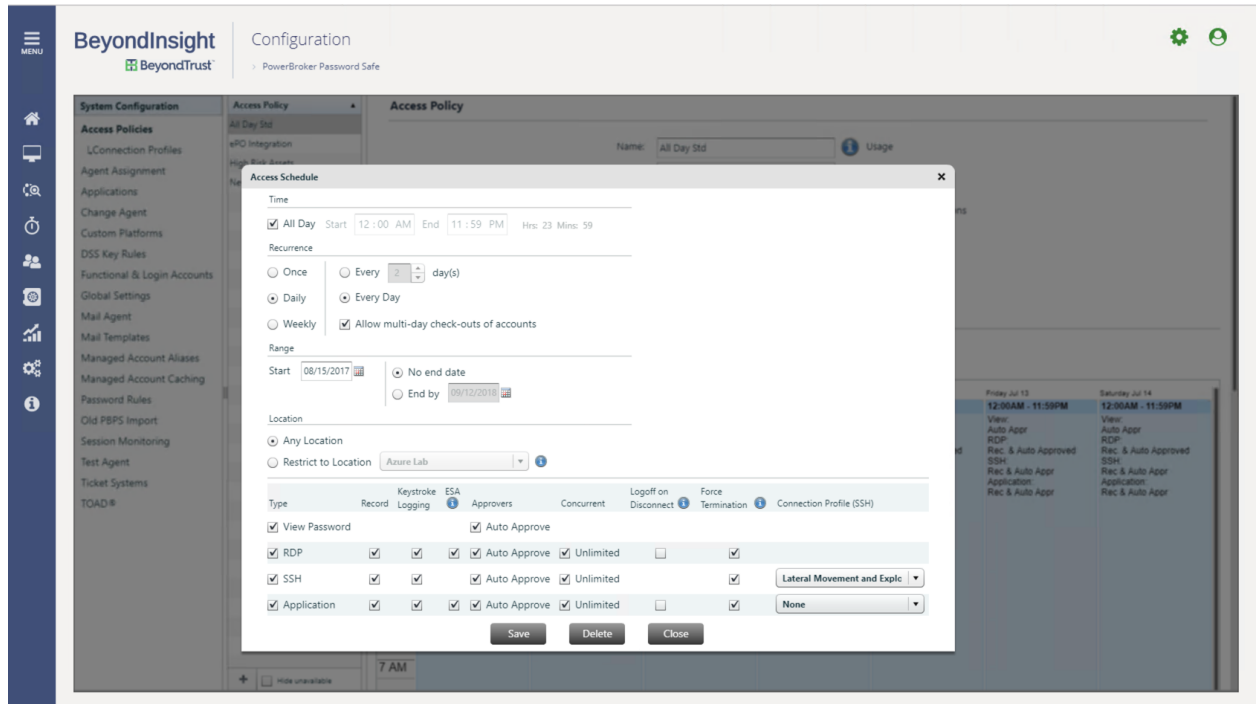 MENU
BeyondInsight
BeyondTrust
Configuration
> PowerBroker Password Safe
System Configuration
Access Policies
Connection Profiles
Agent Assignment
Applications
Change Agent
Custom Platforms
DSS Key Rules
Functional & Login Accounts
Global Settings
Mail Agent
Mail Templates
Managed Account Aliases
Managed Account Caching
Password Rules
Old PBPS Import
Session Monitoring
Test Agent
Ticket Systems
TOAD®
Access Policy
All Day Std
ePO Integration
High Risk Assets
Hide unavailable
Access Policy
Name: All Day Std Usage
Access Schedule
Time
All Day Start 12 : 00 AM End 11 : 59 PM Hrs: 23 Mins: 59
Recurrence
Once Every 2 day(s)
Daily Every Day
Weekly Allow multi-day check-outs of accounts
Range
Start 08/15/2017 No end date
End by 09/12/2018
Location
Any Location
Restrict to Location Azure Lab
Type Record Keystroke Logging ESA Approvers Concurrent Logoff on Disconnect Force Termination Connection Profile (SSH)
View Password Auto Approve
RDP Auto Approve Unlimited
SSH Auto Approve Unlimited Lateral Movement and Explc
Application Auto Approve Unlimited None
Save Delete Close
Friday Jul 13
12:00AM - 11:59PM
View:
Auto Appr
RDP:
Rec. & Auto Approved
SSH:
Rec & Auto Appr
Application:
Rec & Auto Appr
Saturday Jul 14
12:00AM - 11:59PM
View:
Auto Appr
RDP:
Rec. & Auto Approved
SSH:
Rec & Auto Appr
Application:
Rec & Auto Appr
7 AM